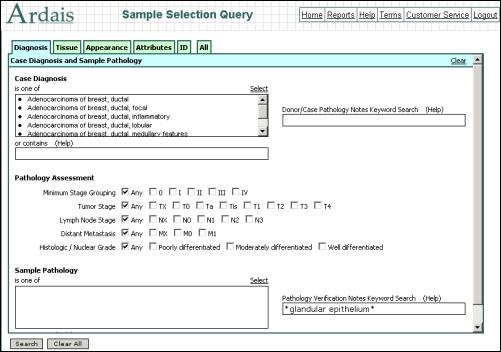 Ardais
Sample Selection Query
Home Reports Help Terms Customer Service Logout
Diagnosis Tissue Appearance Attributes ID All
Case Diagnosis and Sample Pathology Clear
Case Diagnosis
is one of Select
Adenocarcinoma of breast, ductal
Adenocarcinoma of breast, ductal, focal
Adenocarcinoma of breast, ductal, inflammatory
Adenocarcinoma of breast, ductal, lobular
Adenocarcinoma of breast, ductal, medullary features
Donor/Case Pathology Notes Keyword Search (Help)
or contains (Help)
Pathology Assessment
Minimum Stage Grouping Any 0 I II III IV
Tumor Stage Any TX T0 Ta Tis T1 T2 T3 T4
Lymph Node Stage Any NX N0 N1 N2 N3
Distant Metastasis Any MX M0 M1
Histologic / Nuclear Grade Any Poorly differentiated Moderately differentiated Well differentiated
Sample Pathology
is one of Select
Pathology Verification Notes Keyword Search (Help)
*glandular epithelium*
Search Clear All